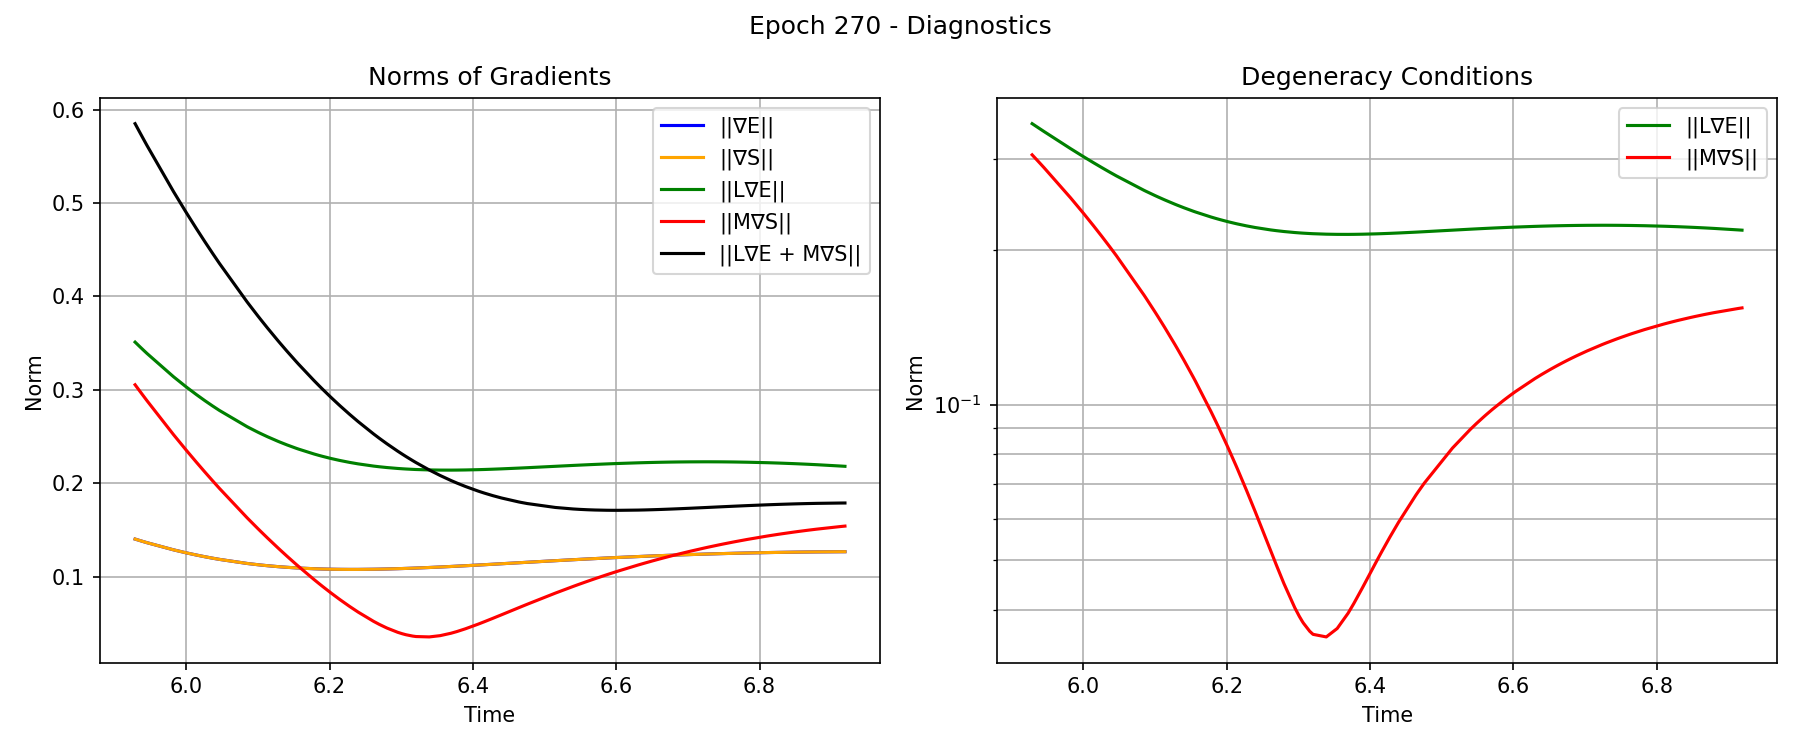 Epoch 270 - Diagnostics
Norms of Gradients
0.6
0.5
0.4
0.3
0.2
0.1
Norm
||∇E||
||∇S||
||L∇E||
||M∇S||
||L∇E + M∇S||
6.0 6.2 6.4 6.6 6.8
Time
Degeneracy Conditions
10⁻¹
Norm
||L∇E||
||M∇S||
6.0 6.2 6.4 6.6 6.8
Time